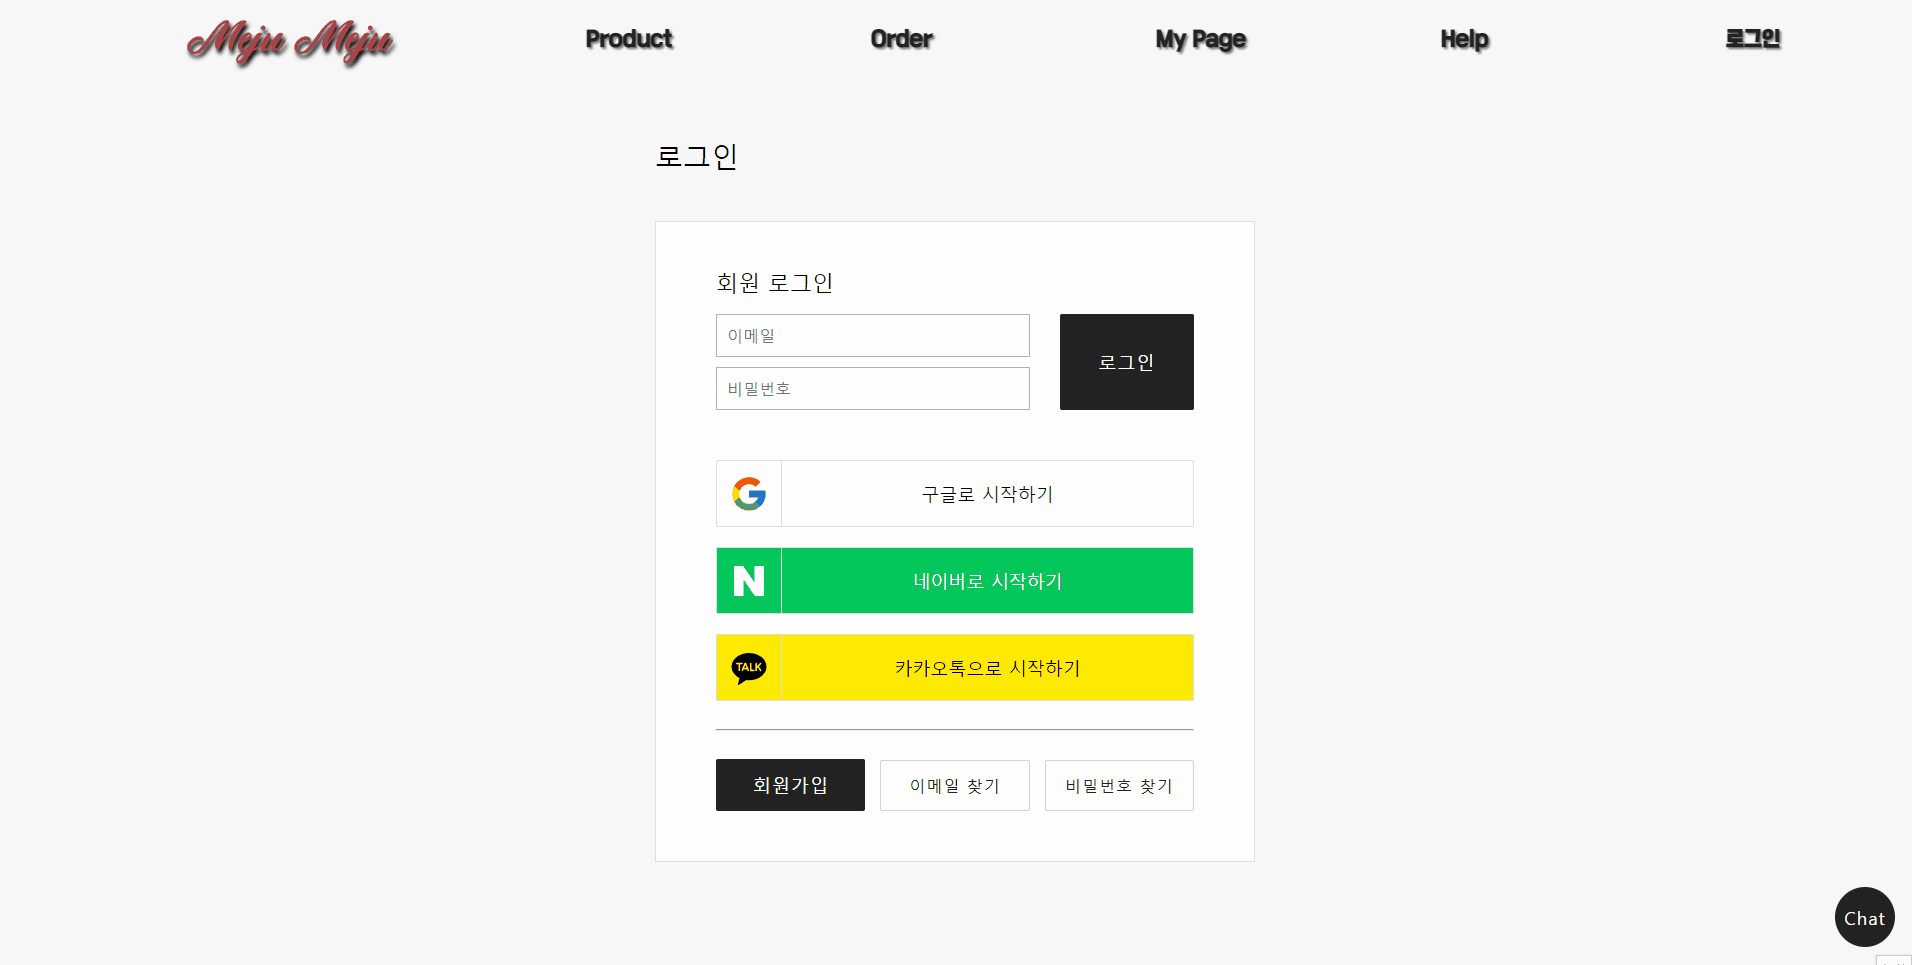 Meju Meju
Product
Order
My Page
Help
로그인
로그인
회원 로그인
이메일
비밀번호
로그인
구글로 시작하기
N
네이버로 시작하기
TALK
카카오톡으로 시작하기
회원가입
이메일 찾기
비밀번호 찾기
Chat